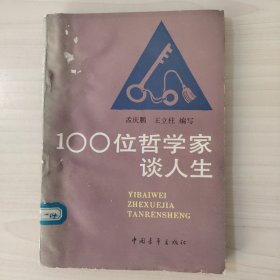 孟庆鹏 王立柱 编写
100位哲学家
谈人生
YIBAIWEI
ZHEXUEJIA
TANRENSHENG
中国青年出版社